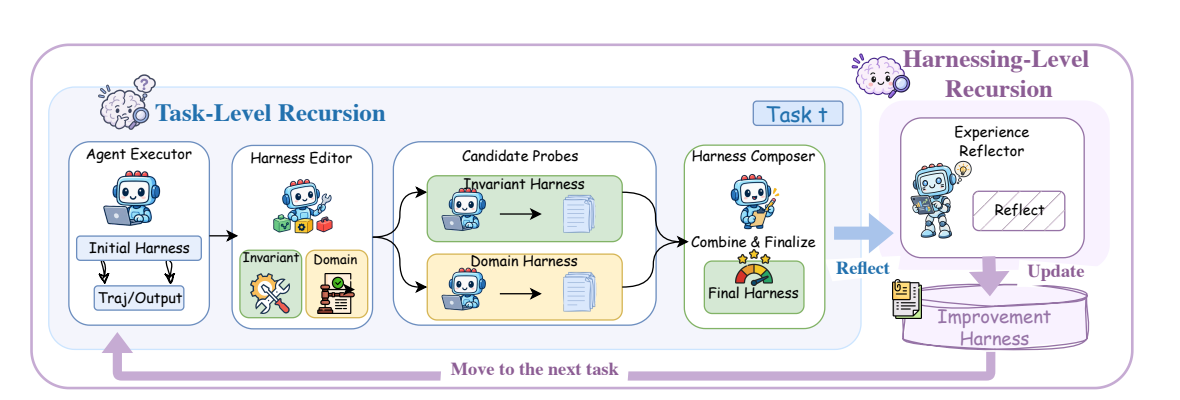 Harnessing-Level
Recursion
Task-Level Recursion
Task t
Agent Executor
Initial Harness
Traj/Output
Harness Editor
Invariant
Domain
Candidate Probes
Invariant Harness
Domain Harness
Harness Composer
Combine & Finalize
Final Harness
Reflect
Experience
Reflector
Reflect
Update
Improvement
Harness
Move to the next task